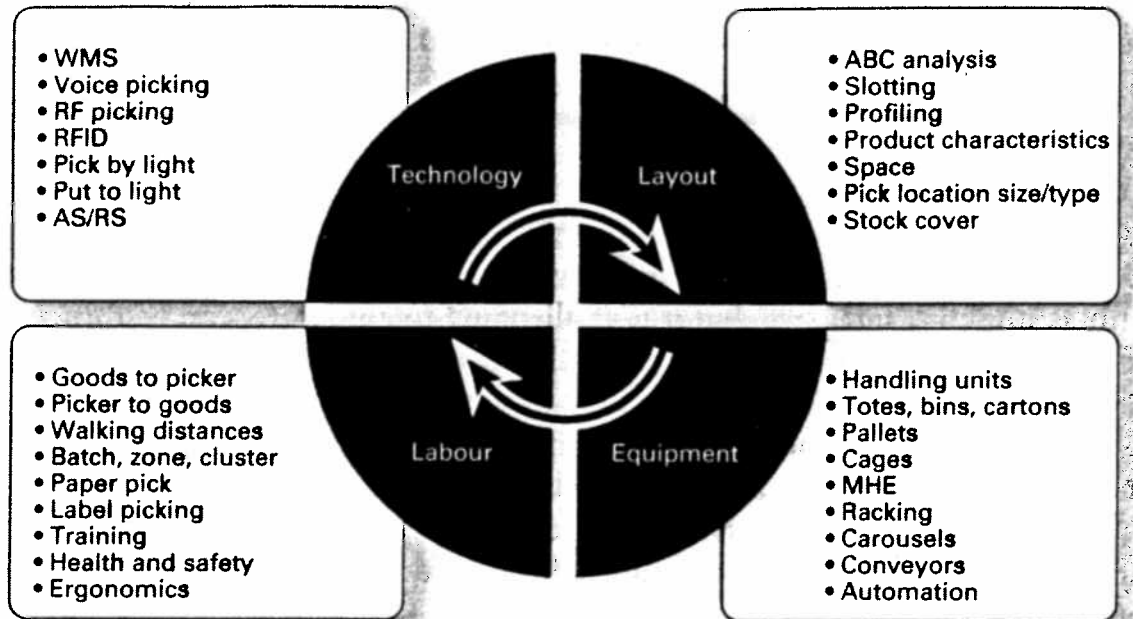 • WMS
• Voice picking
• RF picking
• RFID
• Pick by light
• Put to light
• AS/RS
Technology
Layout
• ABC analysis
• Slotting
• Profiling
• Product characteristics
• Space
• Pick location size/type
• Stock cover
• Goods to picker
• Picker to goods
• Walking distances
• Batch, zone, cluster
• Paper pick
• Label picking
• Training
• Health and safety
• Ergonomics
Labour
Equipment
• Handling units
• Totes, bins, cartons
• Pallets
• Cages
• MHE
• Racking
• Carousels
• Conveyors
• Automation